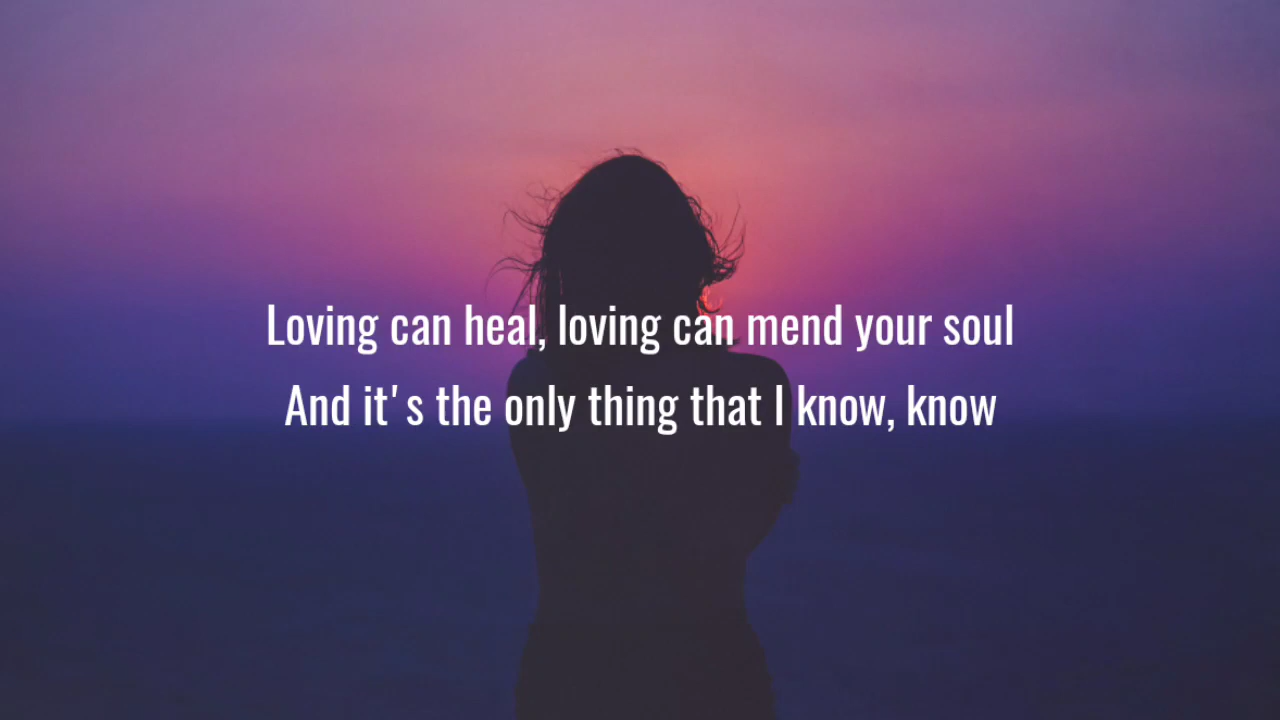 Loving can heal, loving can mend your soul
And it's the only thing that I know, know